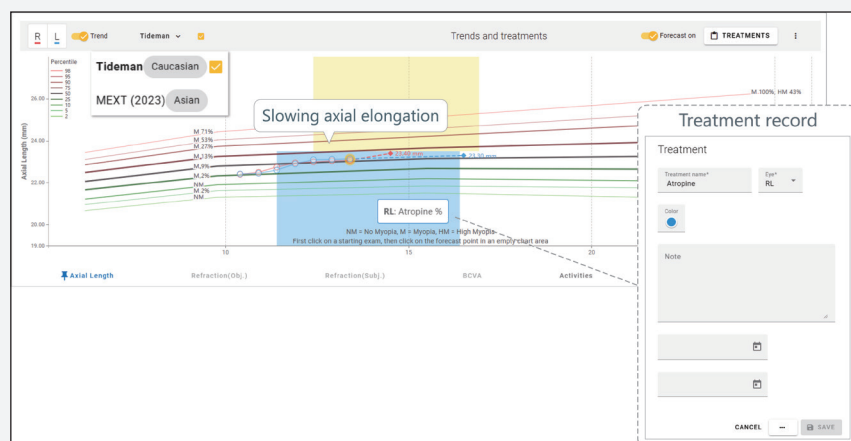 R L Trend Tideman Trends and treatments Forecast on TREATMENTS
Percentile
98
95
90
75
50
25
10
5
2
Tideman Caucasian
MEXT (2023) Asian
Axial Length (mm)
26.00
24.00
22.00
20.00
19.00
M 100%, HM 43%
M 71%
M 53%
M 27%
M 13%
M 9%
M 2%
NM
M 2%
NM
Slowing axial elongation
23.30 mm
RL: Atropine %
NM = No Myopia, M = Myopia, HM = High Myopia
First click on a starting exam, then click on the forecast point in an empty chart area
10 15 20
Axial Length Refraction(Obj.) Refraction(Subj.) BCVA Activities
Treatment record
Treatment
Treatment name* Eye*
Atropine RL
Color
Note
CANCEL ... SAVE